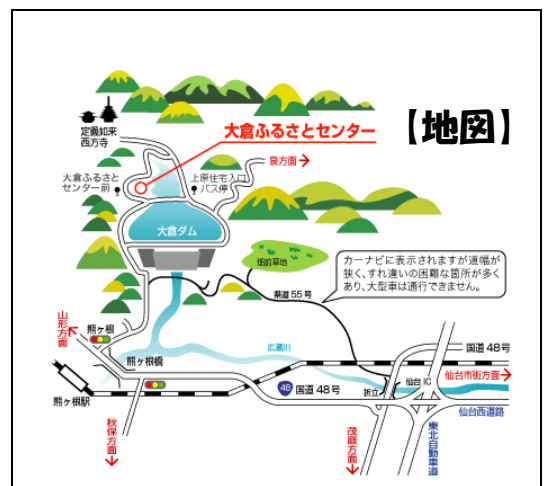 【地図】
定義如来
西方寺
大倉ふるさとセンター
泉方面
大倉ふるさと
センター前
上原住宅入口
バス停
大倉ダム
畑前草地
カーナビに表示されますが道幅が
狭く、すれ違いの困難な箇所が多く
あり、大型車は通行できません。
県道55号
山形方面
熊ヶ根
熊ヶ根橋
広瀬川
国道48号
仙台市街方面
仙台IC
折立
48 国道48号
熊ヶ根駅
仙台西道路
秋保方面
茂庭方面
東北自動車道